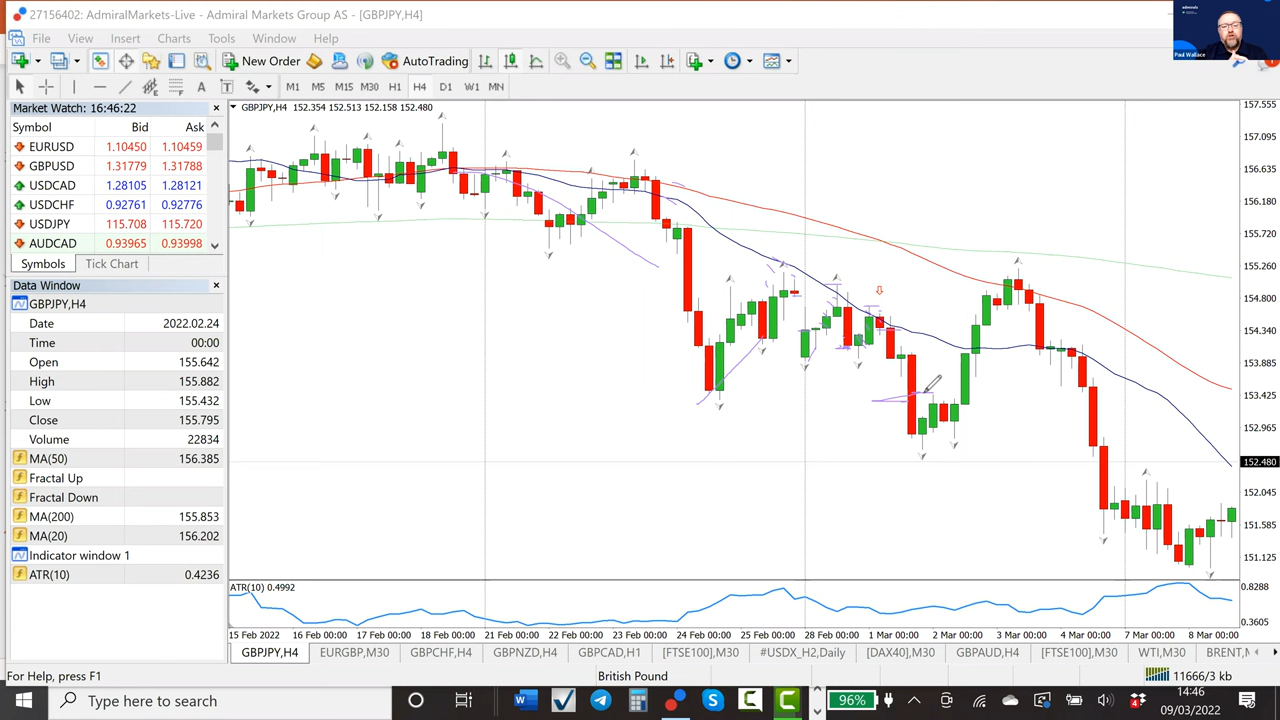 27156402: AdmiralMarkets-Live - Admiral Markets Group AS - [GBPJPY,H4]
admirals
Paul Wallace
File View Insert Charts Tools Window Help
New Order AutoTrading
A T M1 M5 M15 M30 H1 H4 D1 W1 MN
Market Watch: 16:46:22
Symbol Bid Ask
EURUSD 1.10450 1.10459
GBPUSD 1.31779 1.31788
USDCAD 1.28105 1.28121
USDCHF 0.92761 0.92776
USDJPY 115.708 115.720
AUDCAD 0.93965 0.93998
Symbols Tick Chart
Data Window
GBPJPY,H4
Date 2022.02.24
Time 00:00
Open 155.642
High 155.882
Low 155.432
Close 155.795
Volume 22834
MA(50) 156.385
Fractal Up
Fractal Down
MA(200) 155.853
MA(20) 156.202
Indicator window 1
ATR(10) 0.4236
GBPJPY,H4 152.354 152.513 152.158 152.480
157.555
157.095
156.635
156.180
155.720
155.260
154.800
154.340
153.885
153.425
152.965
152.480
152.045
151.585
151.125
ATR(10) 0.4992
0.8288
0.3605
15 Feb 2022 16 Feb 00:00 17 Feb 00:00 18 Feb 00:00 21 Feb 00:00 22 Feb 00:00 23 Feb 00:00 24 Feb 00:00 25 Feb 00:00 28 Feb 00:00 1 Mar 00:00 2 Mar 00:00 3 Mar 00:00 4 Mar 00:00 7 Mar 00:00 8 Mar 00:00
GBPJPY,H4 EURGBP,M30 GBPCHF,H4 GBPNZD,H4 GBPCAD,H1 [FTSE100],M30 #USDX_H2,Daily [DAX40],M30 GBPAUD,H4 [FTSE100],M30 WTI,M30 BRENT,
For Help, press F1 British Pound 11666/3 kb
Type here to search
96%
14:46
09/03/2022